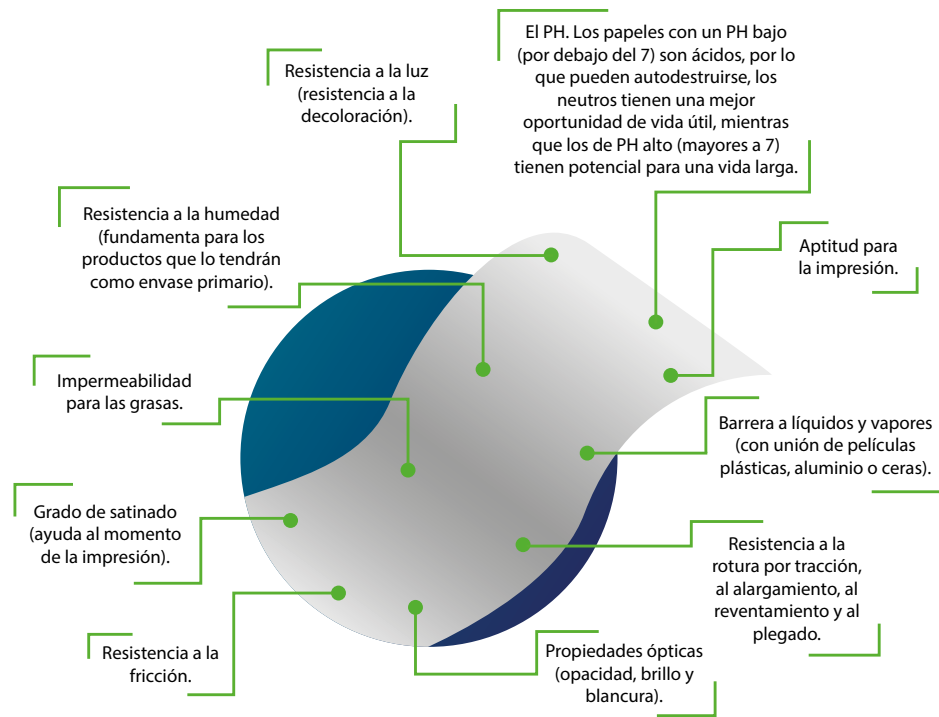 El PH. Los papeles con un PH bajo
(por debajo del 7) son ácidos, por lo
que pueden autodestruirse, los
neutros tienen una mejor
oportunidad de vida útil, mientras
que los de PH alto (mayores a 7)
tienen potencial para una vida larga.
Resistencia a la luz
(resistencia a la
decoloración).
Resistencia a la humedad
(fundamenta para los
productos que lo tendrán
como envase primario).
Aptitud para
la impresión.
Impermeabilidad
para las grasas.
Barrera a líquidos y vapores
(con unión de películas
plásticas, aluminio o ceras).
Grado de satinado
(ayuda al momento
de la impresión).
Resistencia a la
rotura por tracción,
al alargamiento, al
reventamiento y al
plegado.
Resistencia a la
fricción.
Propiedades ópticas
(opacidad, brillo y
blancura).